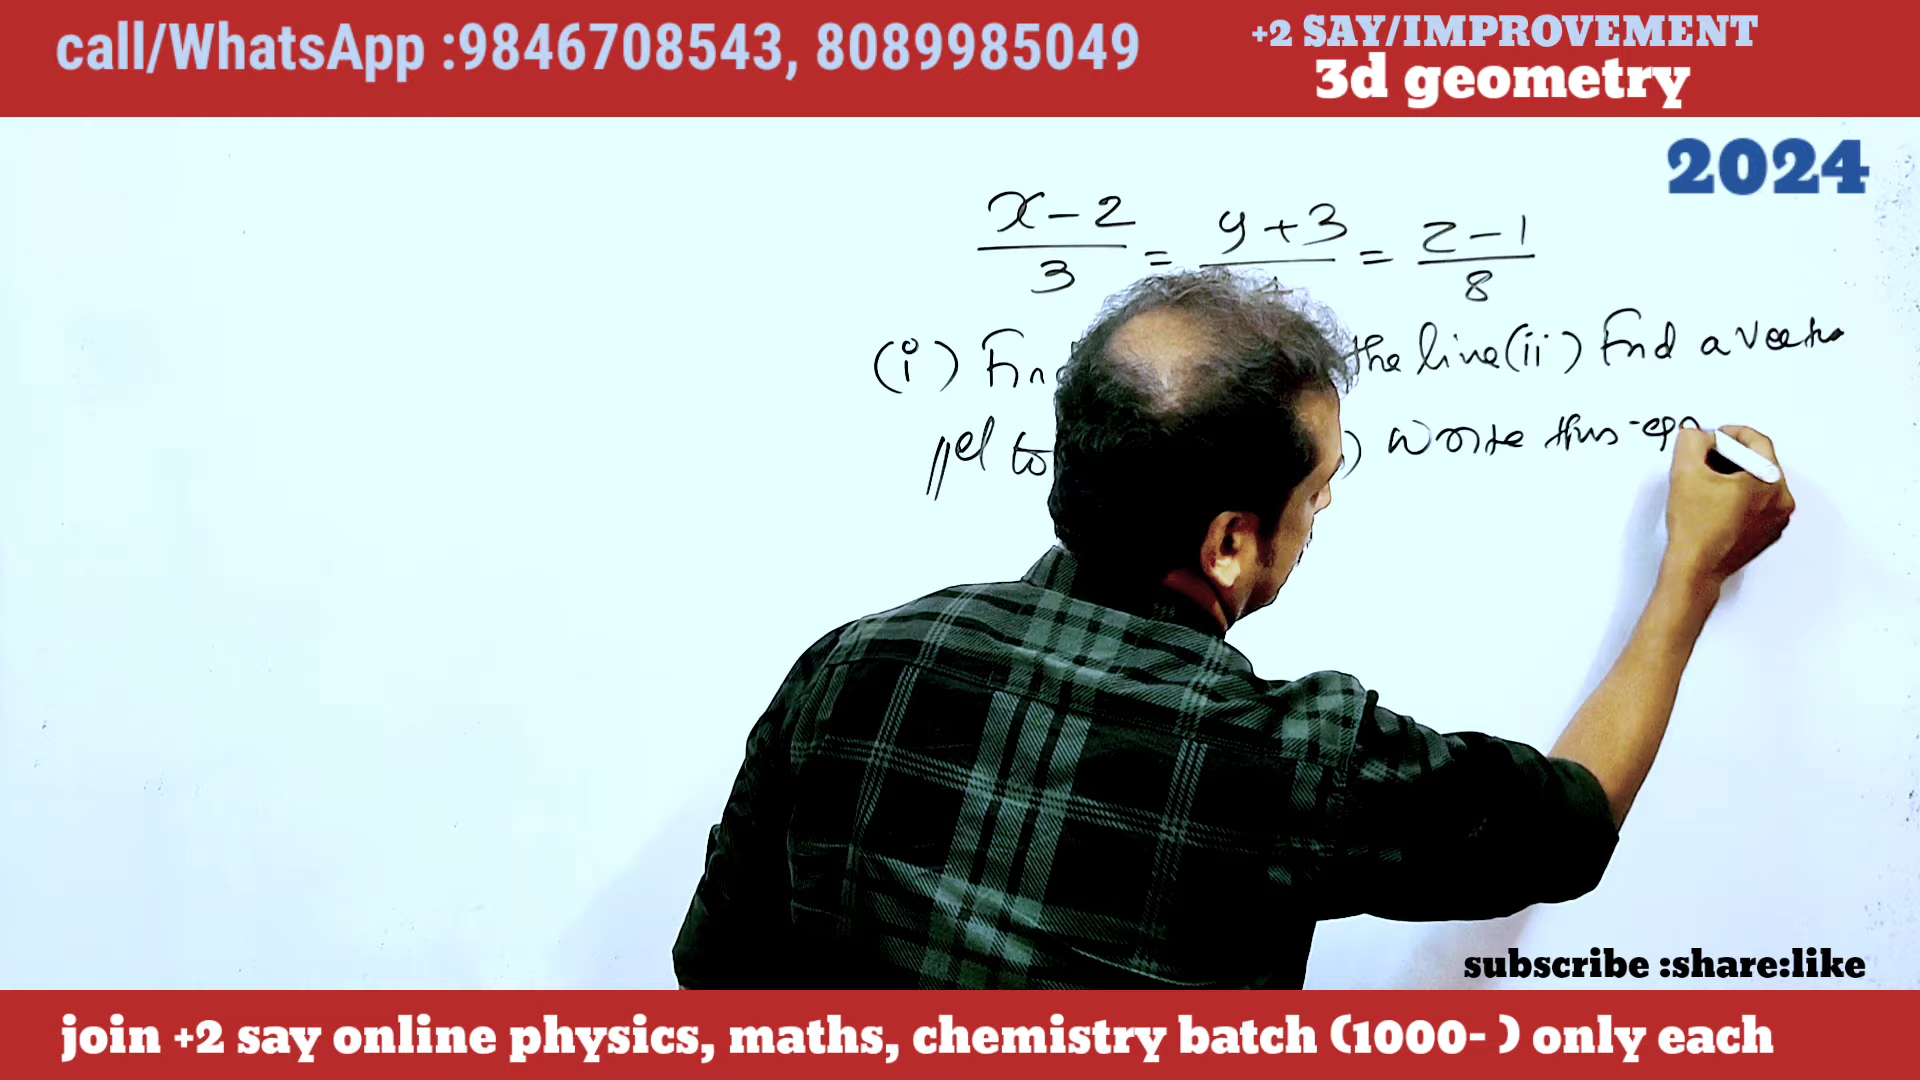 call/WhatsApp :9846708543, 8089985049
+2 SAY/IMPROVEMENT
3d geometry
2024
x-2/3 = y+3/ = z-1/8
(i) Fin the line (ii) Find a vector
||el to ) Write this eq
subscribe :share:like
join +2 say online physics, maths, chemistry batch (1000- ) only each